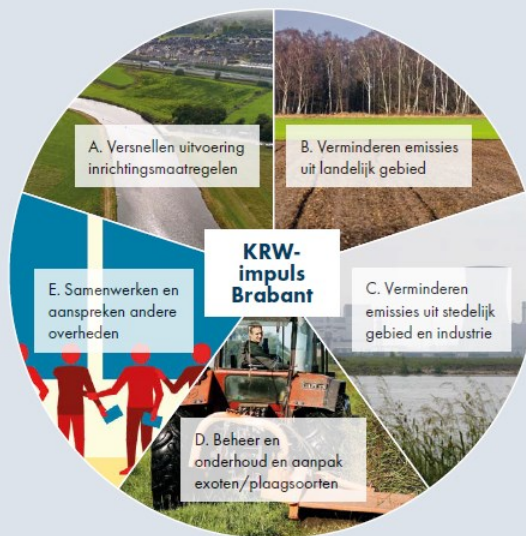 A. Versnellen uitvoering
inrichtingsmaatregelen
B. Verminderen emissies
uit landelijk gebied
KRW-
impuls
Brabant
C. Verminderen
emissies uit stedelijk
gebied en industrie
D. Beheer en
onderhoud en aanpak
exoten/plaagsoorten
E. Samenwerken en
aanspreken andere
overheden